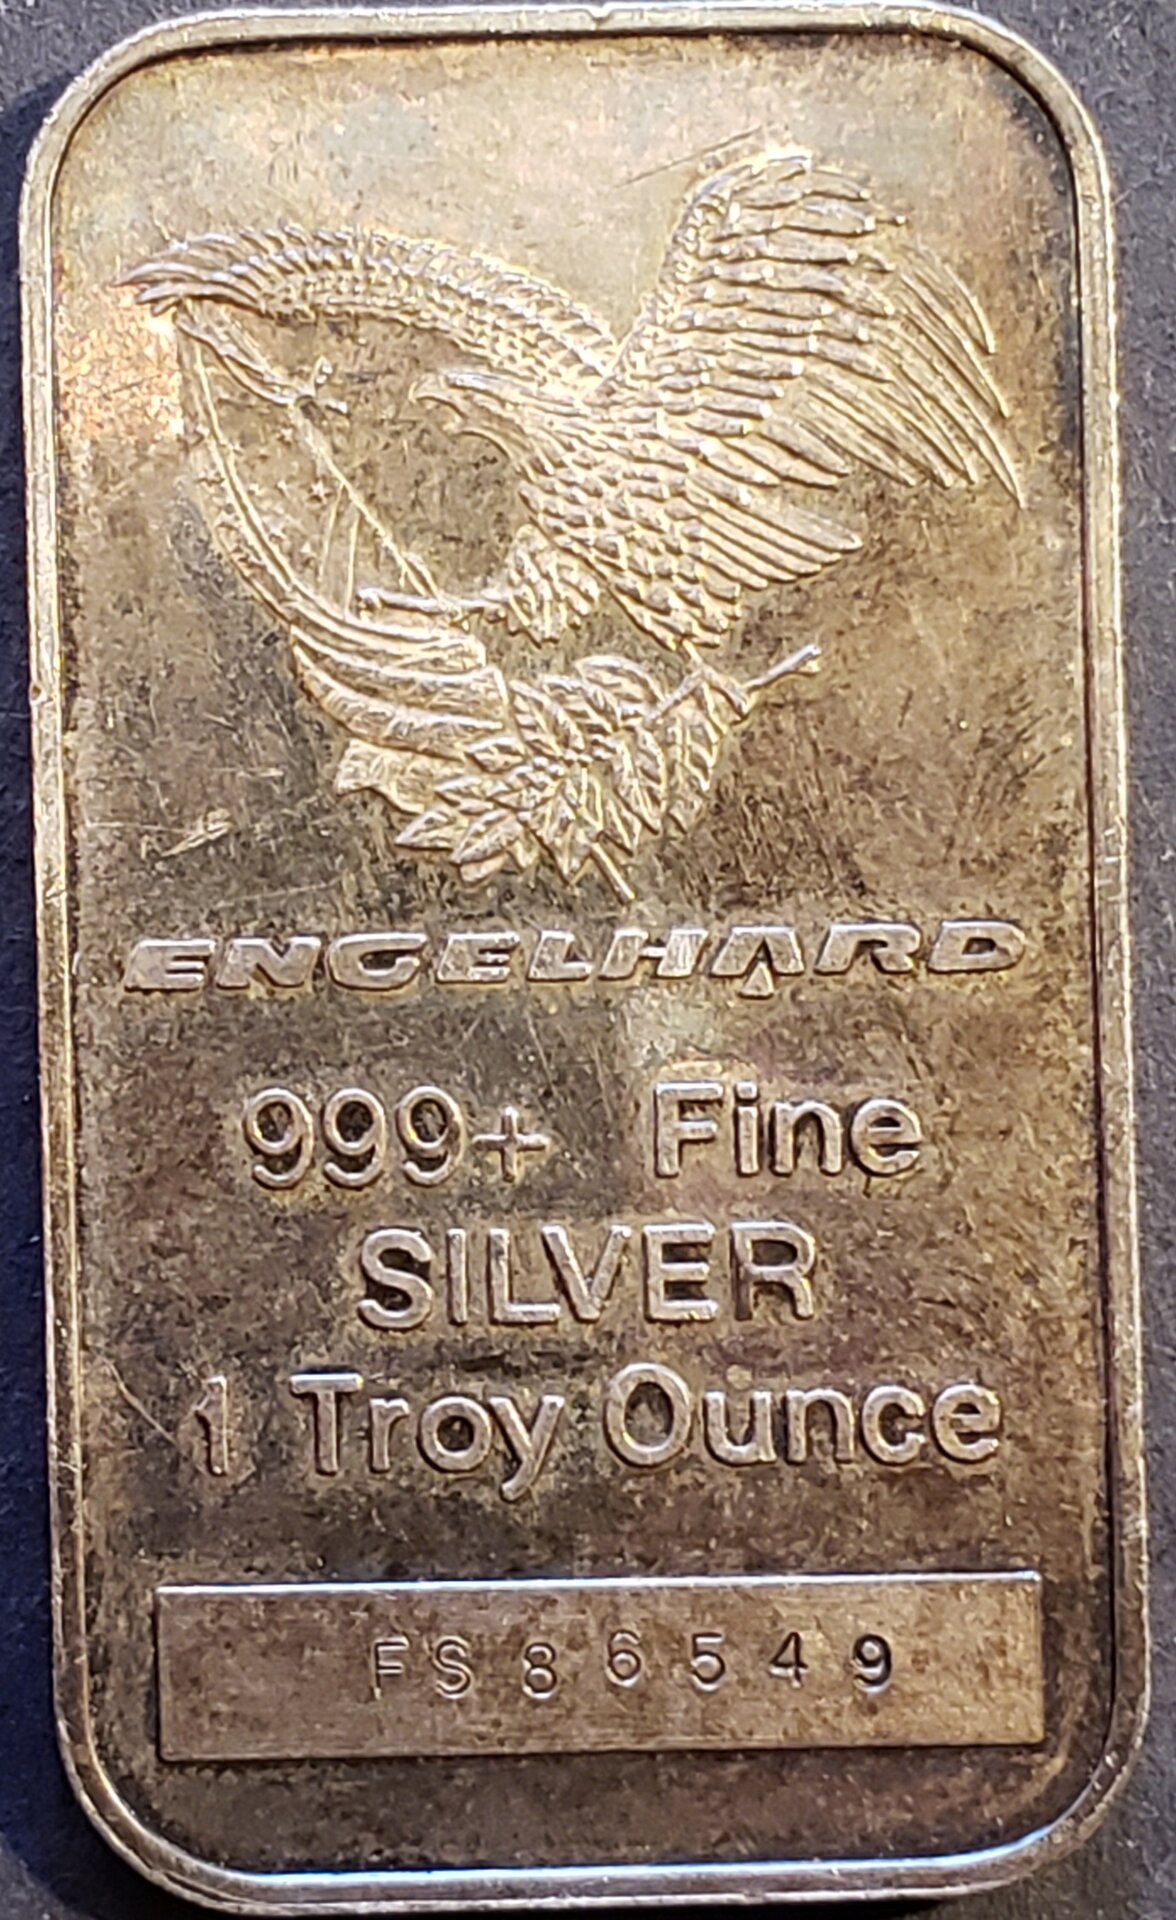 ENGELHARD
999+ Fine
SILVER
1 Troy Ounce
FS86549